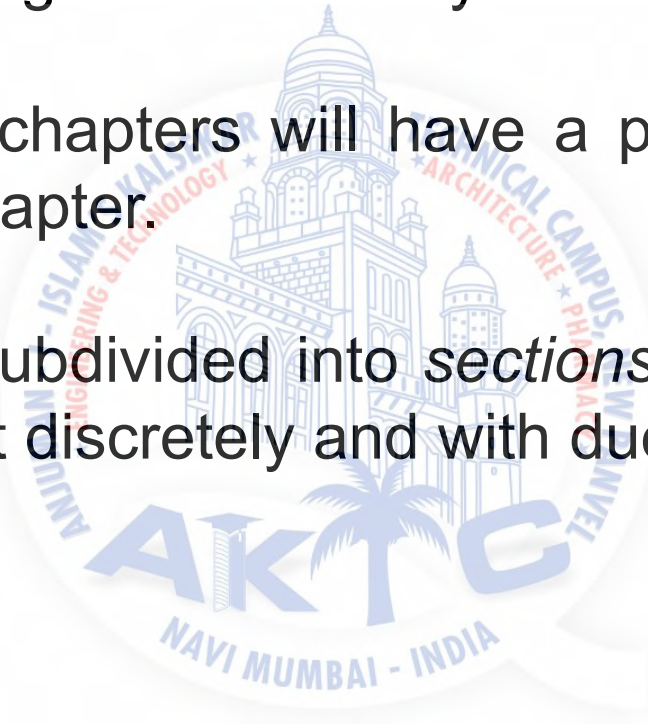 chapters will have a p
apter.
ubdivided into sections
t discretely and with due
ANJUMAN - I - ISLAM'S KALSEKAR TECHNICAL CAMPUS, NEW PANVEL
ENGINEERING & TECHNOLOGY ★ ★ ARCHITECTURE ★ PHARMACY
AKTC
NAVI MUMBAI - INDIA